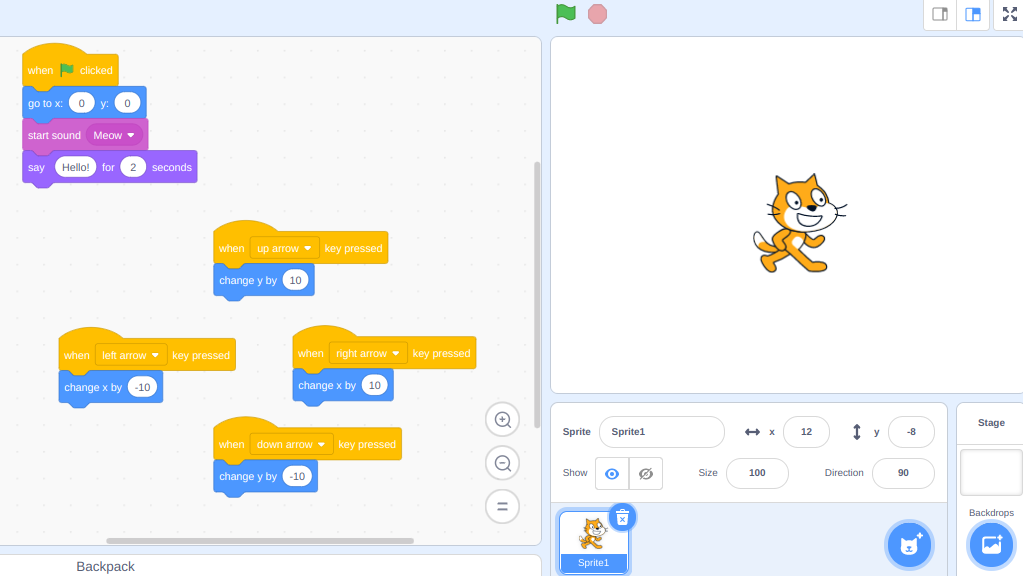 when clicked
go to x: 0 y: 0
start sound Meow
say Hello! for 2 seconds
when up arrow key pressed
change y by 10
when left arrow key pressed
change x by -10
when right arrow key pressed
change x by 10
when down arrow key pressed
change y by -10
Backpack
Sprite Sprite1 x 12 y -8
Show Size 100 Direction 90
Sprite1
Stage
Backdrops